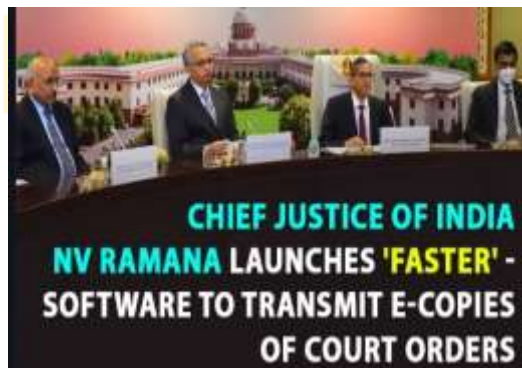 CHIEF JUSTICE OF INDIA
NV RAMANA LAUNCHES 'FASTER' -
SOFTWARE TO TRANSMIT E-COPIES
OF COURT ORDERS